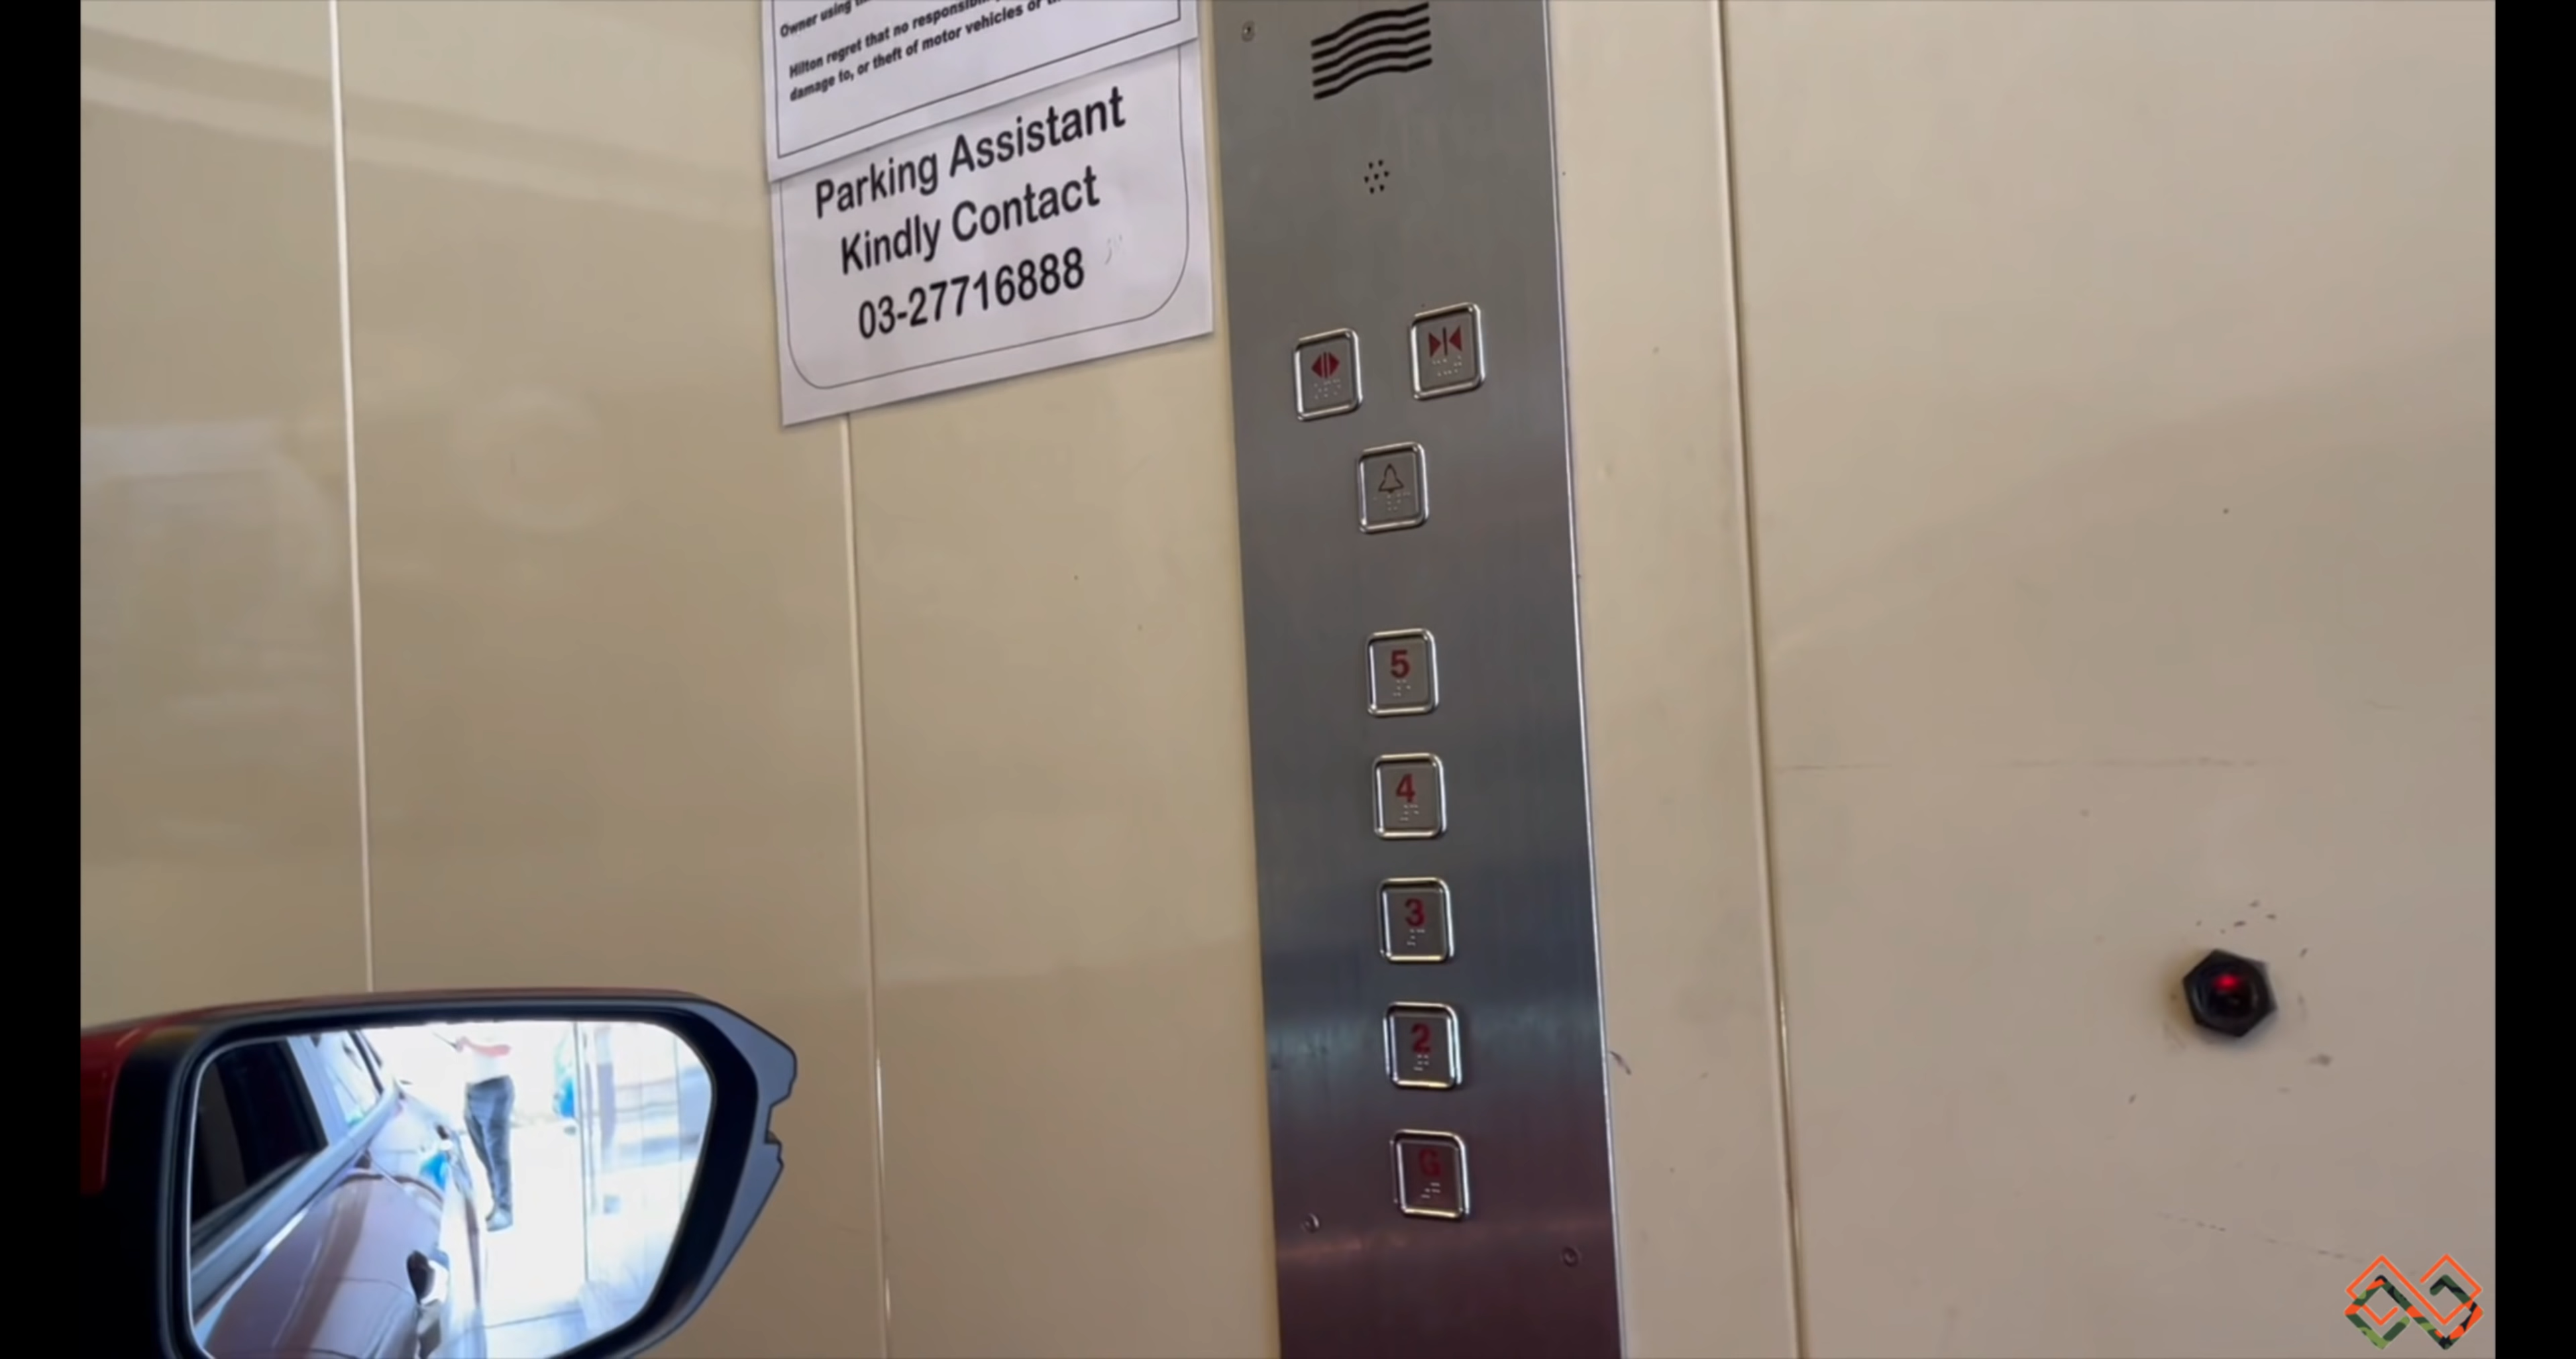 Owner using
Hilton regret that no
damage to, or theft of motor vehicles or
Parking Assistant
Kindly Contact
03-27716888
5
4
3
2
G